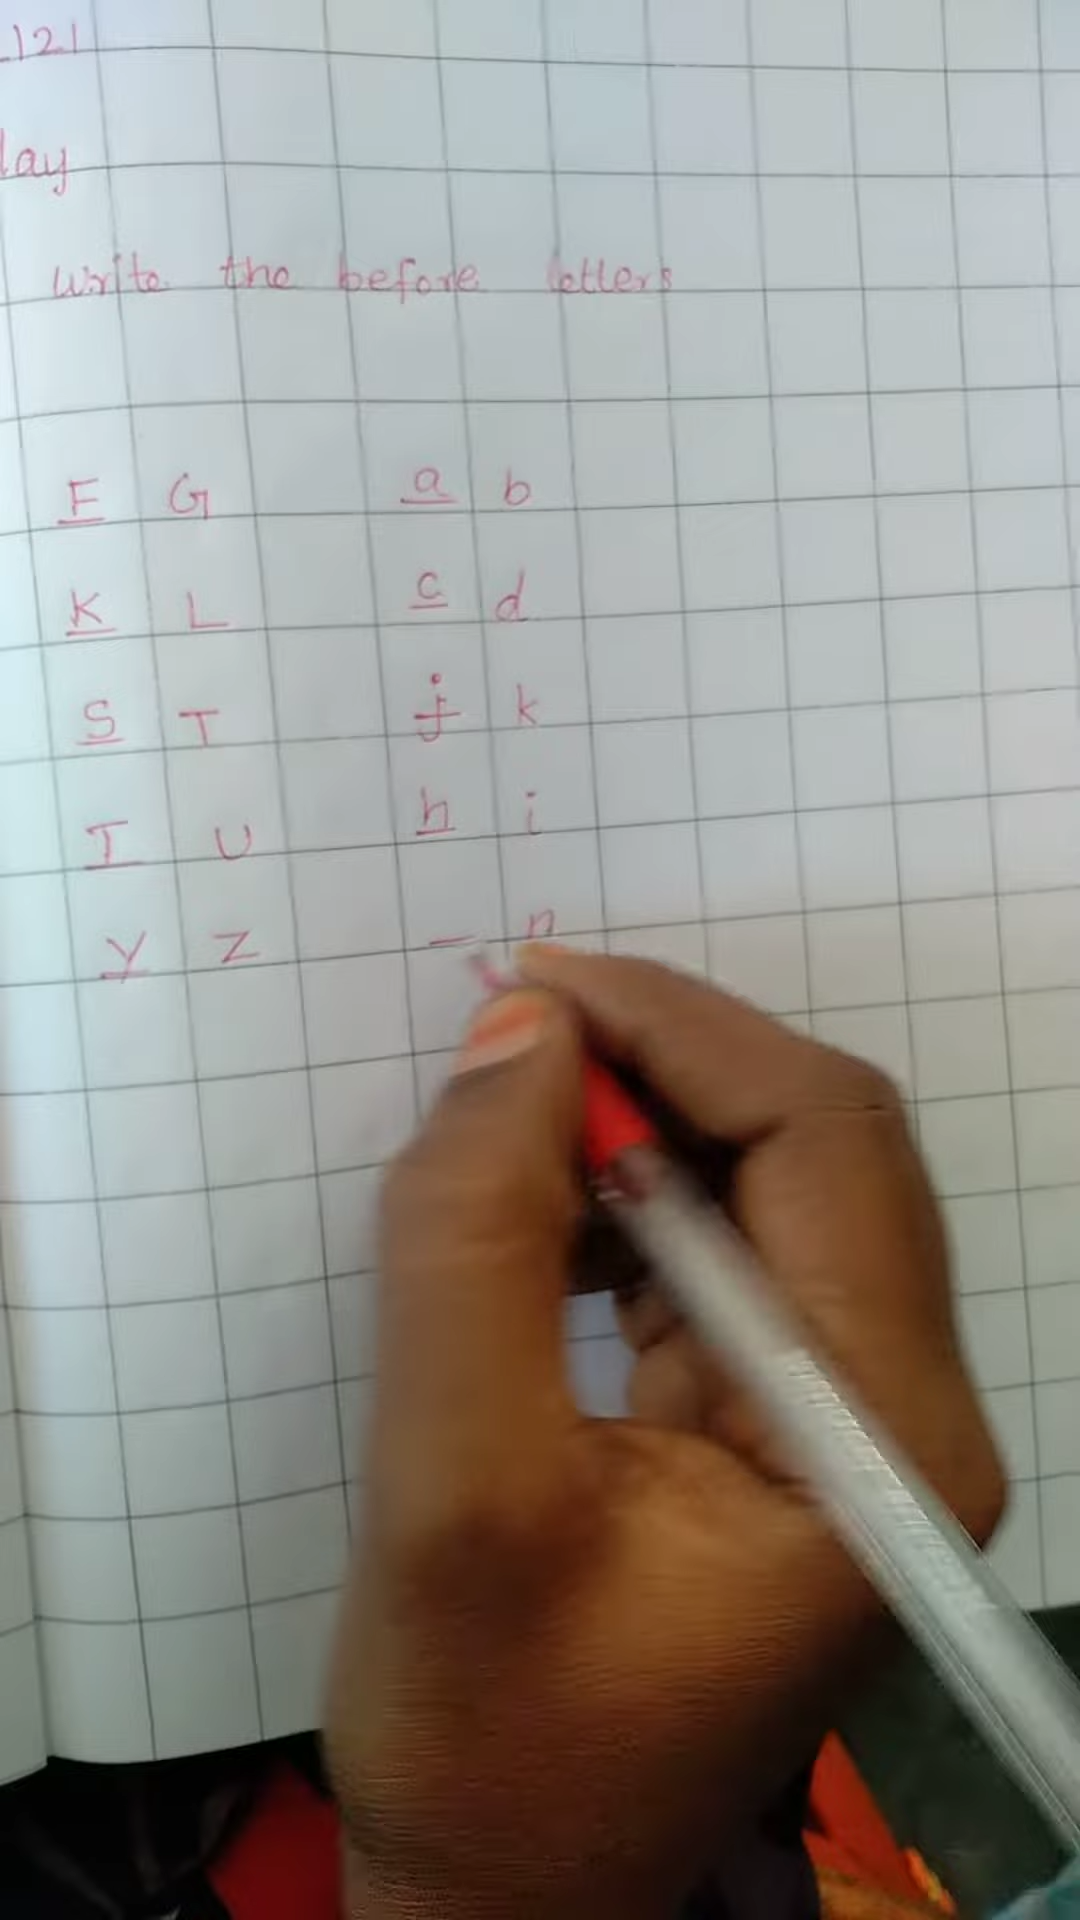 121
day
Write the before letters
F G a b
K L c d
S T j k
T U h i
Y Z _ n